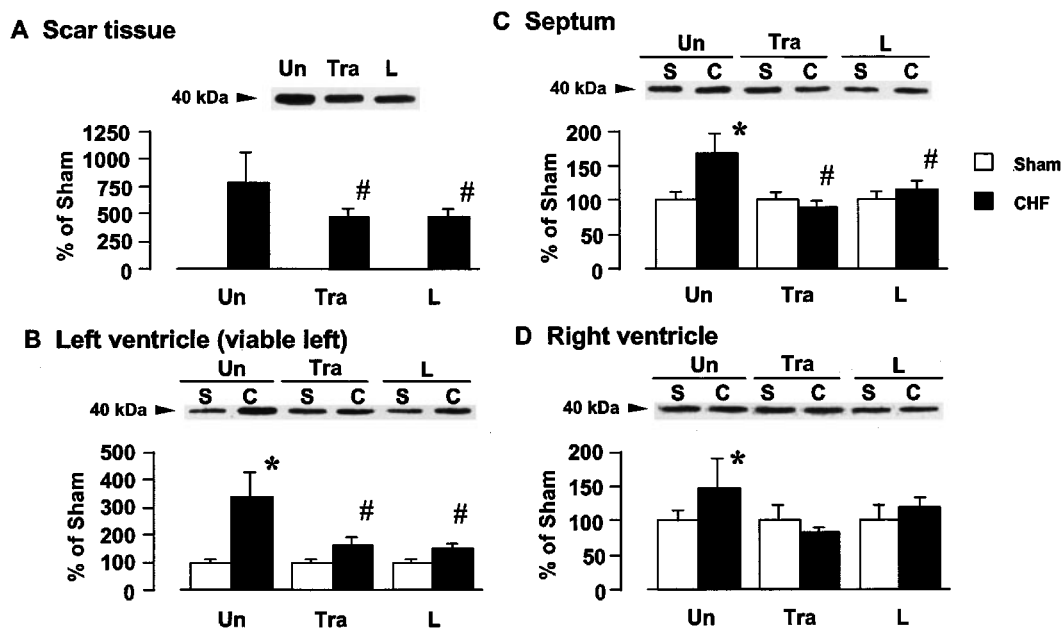 A Scar tissue
Un Tra L
40 kDa
1250
1000
750
500
250
0
% of Sham
# #
Un Tra L
B Left ventricle (viable left)
Un Tra L
S C S C S C
40 kDa
500
400
300
200
100
0
% of Sham
* # #
Un Tra L
C Septum
Un Tra L
S C S C S C
40 kDa
200
150
100
50
0
% of Sham
* # #
Un Tra L
Sham
CHF
D Right ventricle
Un Tra L
S C S C S C
40 kDa
200
150
100
50
0
% of Sham
*
Un Tra L